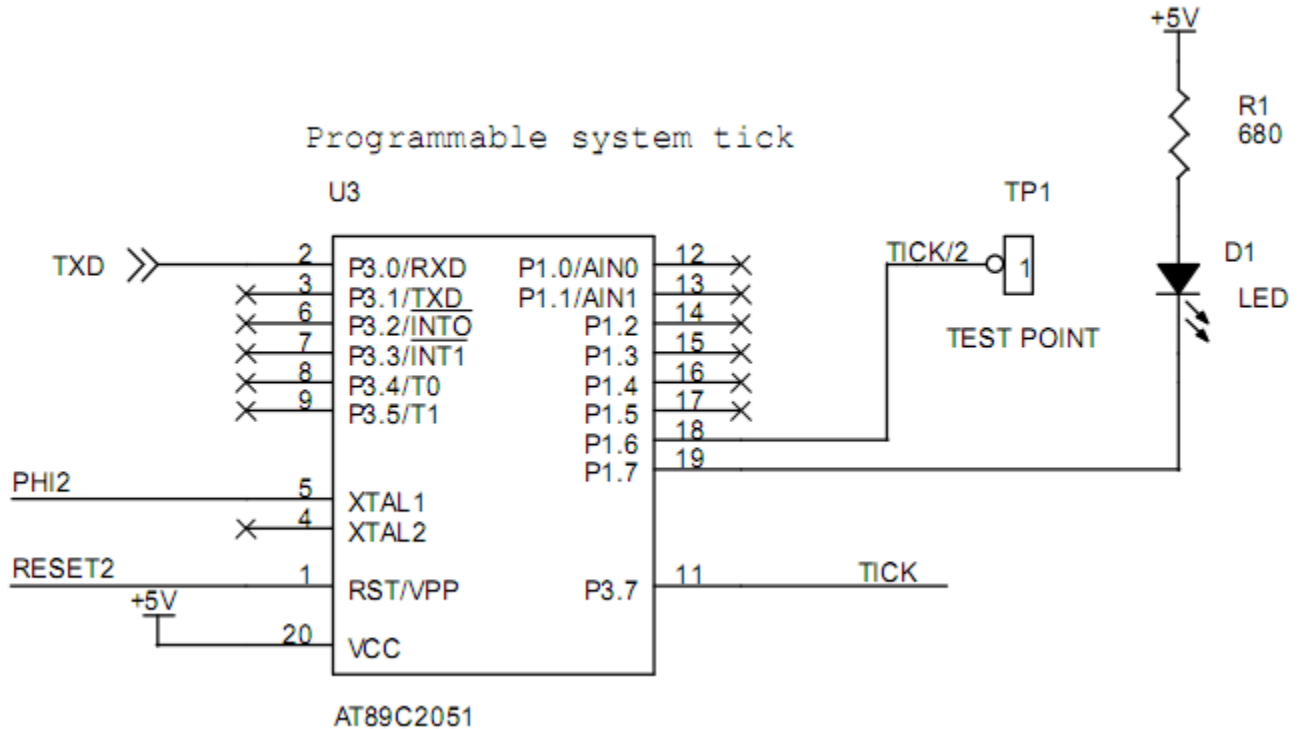 +5V
R1
680
Programmable system tick
U3
TP1
TXD
2
P3.0/RXD
P1.0/AIN0
12
TICK/2
1
D1
3
P3.1/TXD
P1.1/AIN1
13
LED
6
P3.2/INTO
P1.2
14
TEST POINT
7
P3.3/INT1
P1.3
15
8
P3.4/T0
P1.4
16
9
P3.5/T1
P1.5
17
P1.6
18
P1.7
19
PHI2
5
XTAL1
4
XTAL2
RESET2
1
RST/VPP
P3.7
11
TICK
+5V
20
VCC
AT89C2051